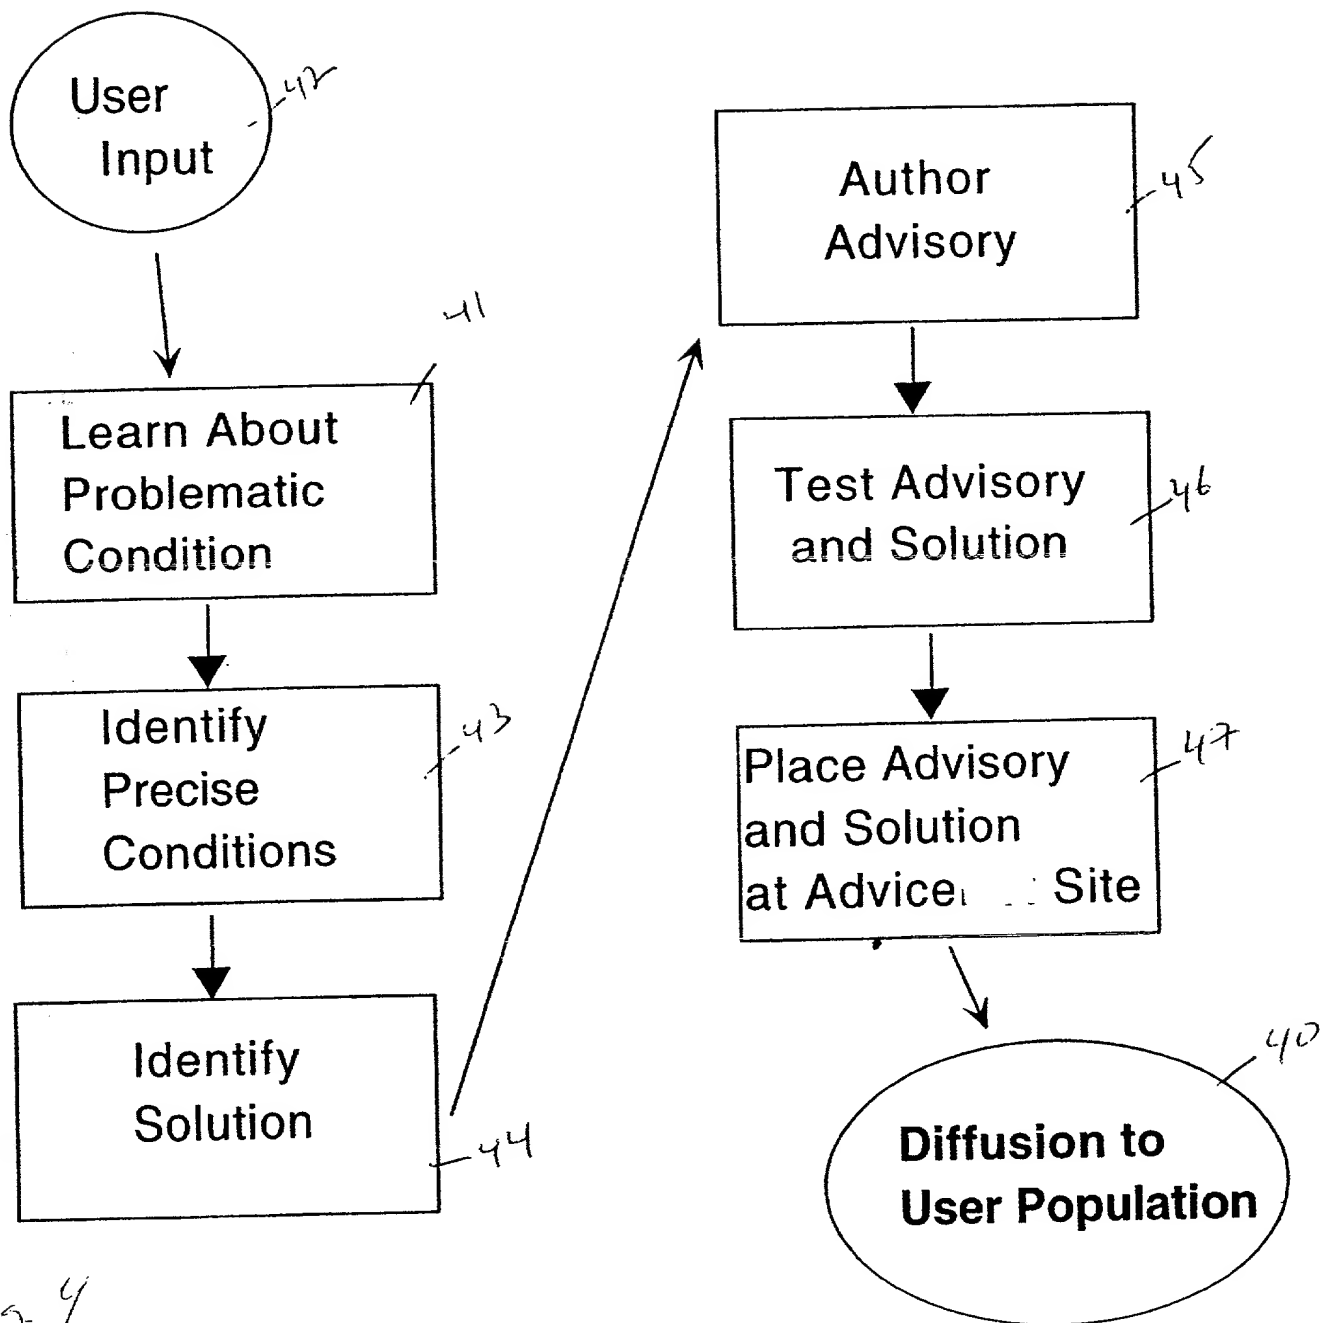 User
Input
42
41
Learn About
Problematic
Condition
Identify
Precise
Conditions
43
Identify
Solution
44
Author
Advisory
45
Test Advisory
and Solution
46
Place Advisory
and Solution
at Advice Site
47
40
Diffusion to
User Population
4